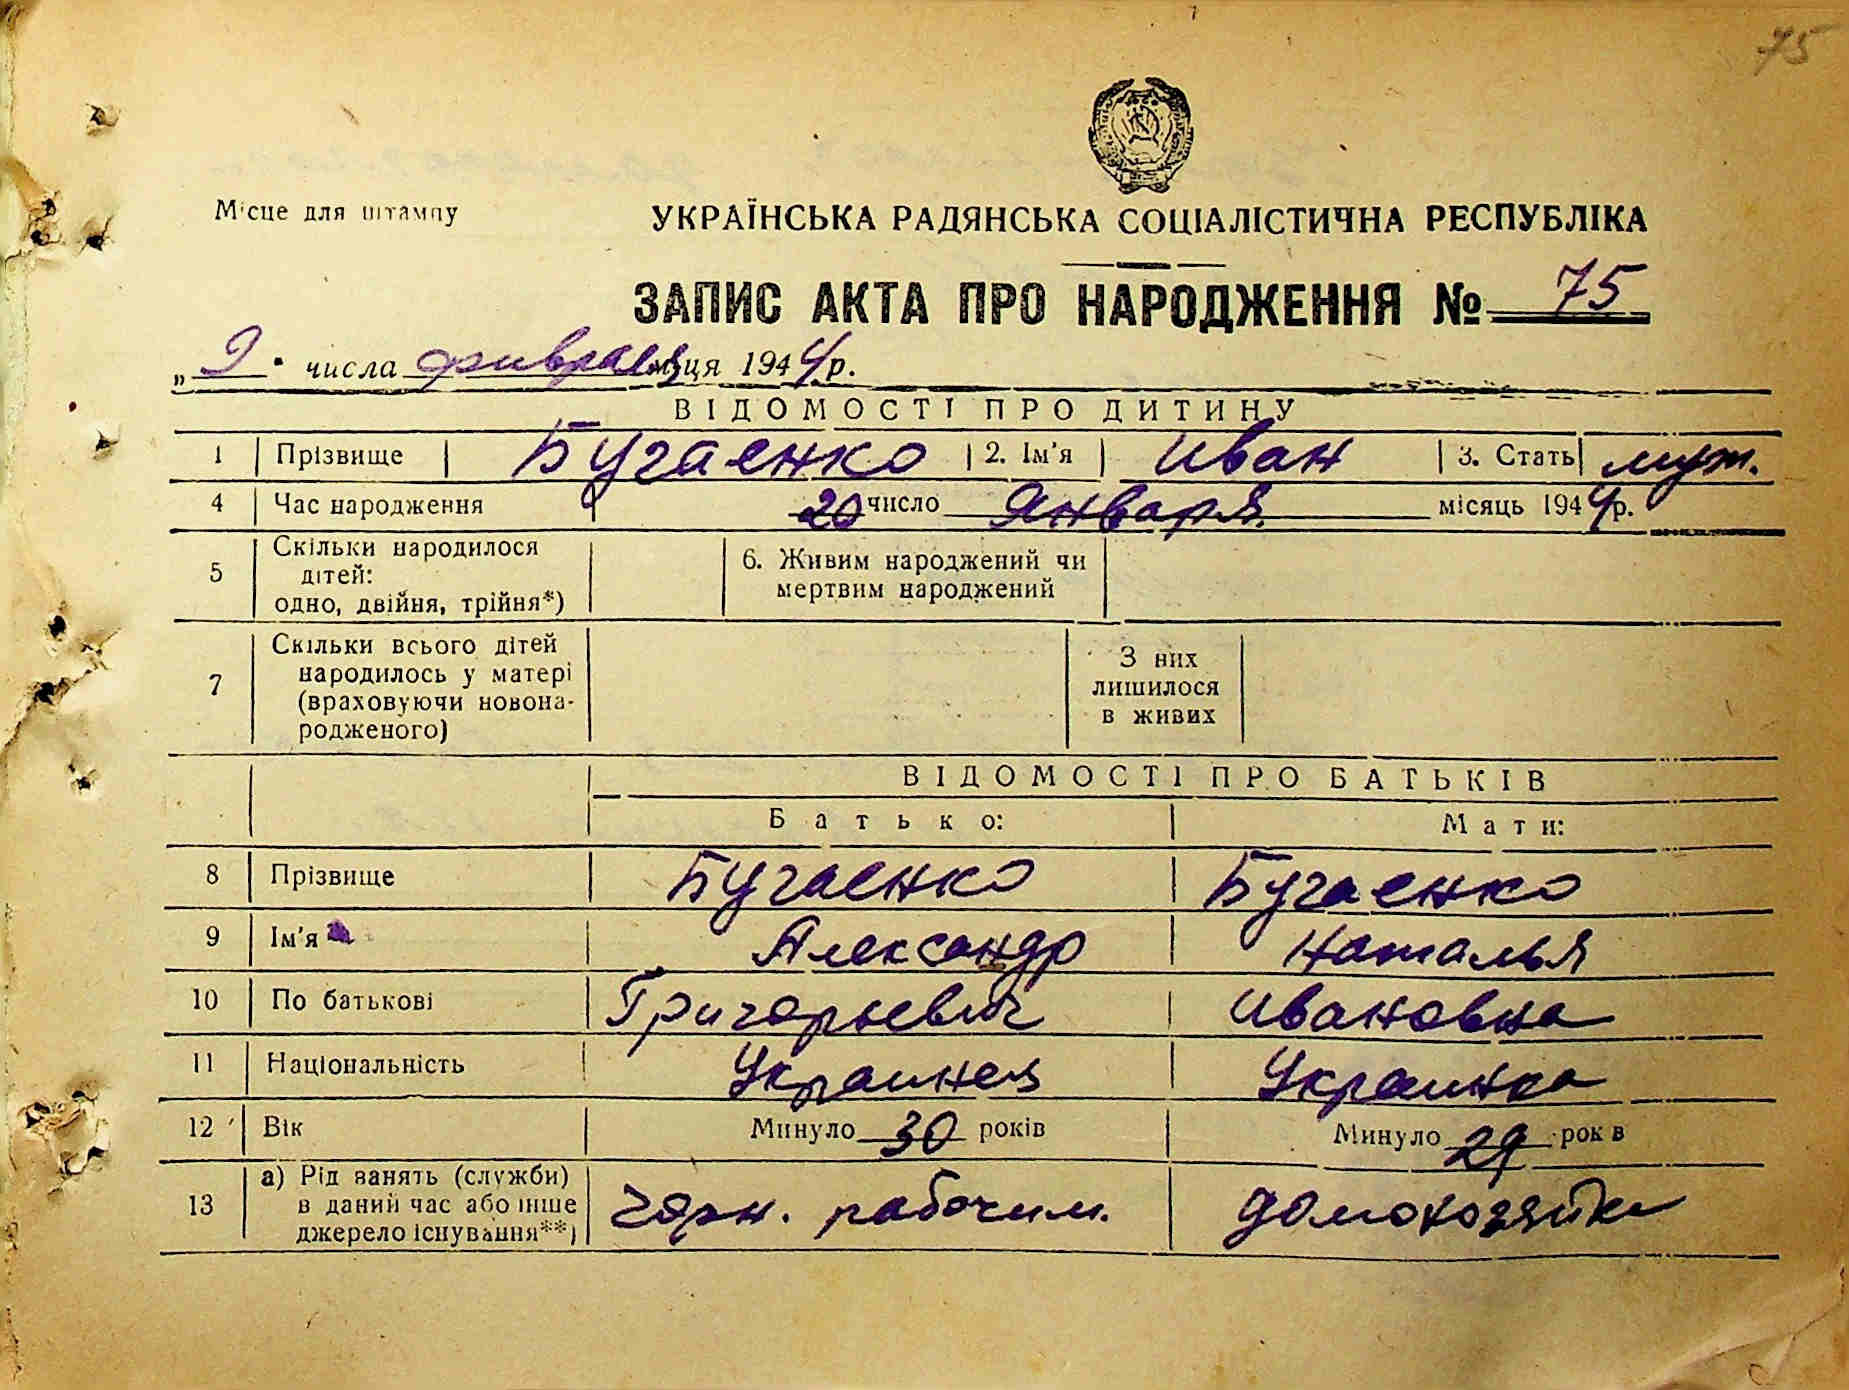 75
Місце для штампу
УКРАЇНСЬКА РАДЯНСЬКА СОЦІАЛІСТИЧНА РЕСПУБЛІКА
ЗАПИС АКТА ПРО НАРОДЖЕННЯ № 75
„ 9 " числа февраля м-ця 1944 р.
ВІДОМОСТІ ПРО ДИТИНУ
1 Прізвище Бугаенко 2. Ім'я Иван 3. Стать муж.
4 Час народження 20 число Января. місяць 1944 р.
5 Скільки народилося дітей: одно, двійня, трійня*) 6. Живим народжений чи мертвим народжений
7 Скільки всього дітей народилось у матері (враховуючи новонародженого) З них лишилося в живих
ВІДОМОСТІ ПРО БАТЬКІВ
Батько: Мати:
8 Прізвище Бугаенко Бугаенко
9 Ім'я Александр Наталья
10 По батькові Григорьевич Ивановна
11 Національність Украинец Украинка
12 Вік Минуло 30 років Минуло 29 років
13 а) Рід занять (служби) в даний час або інше джерело існування**) горн. рабочим. домохозяйка